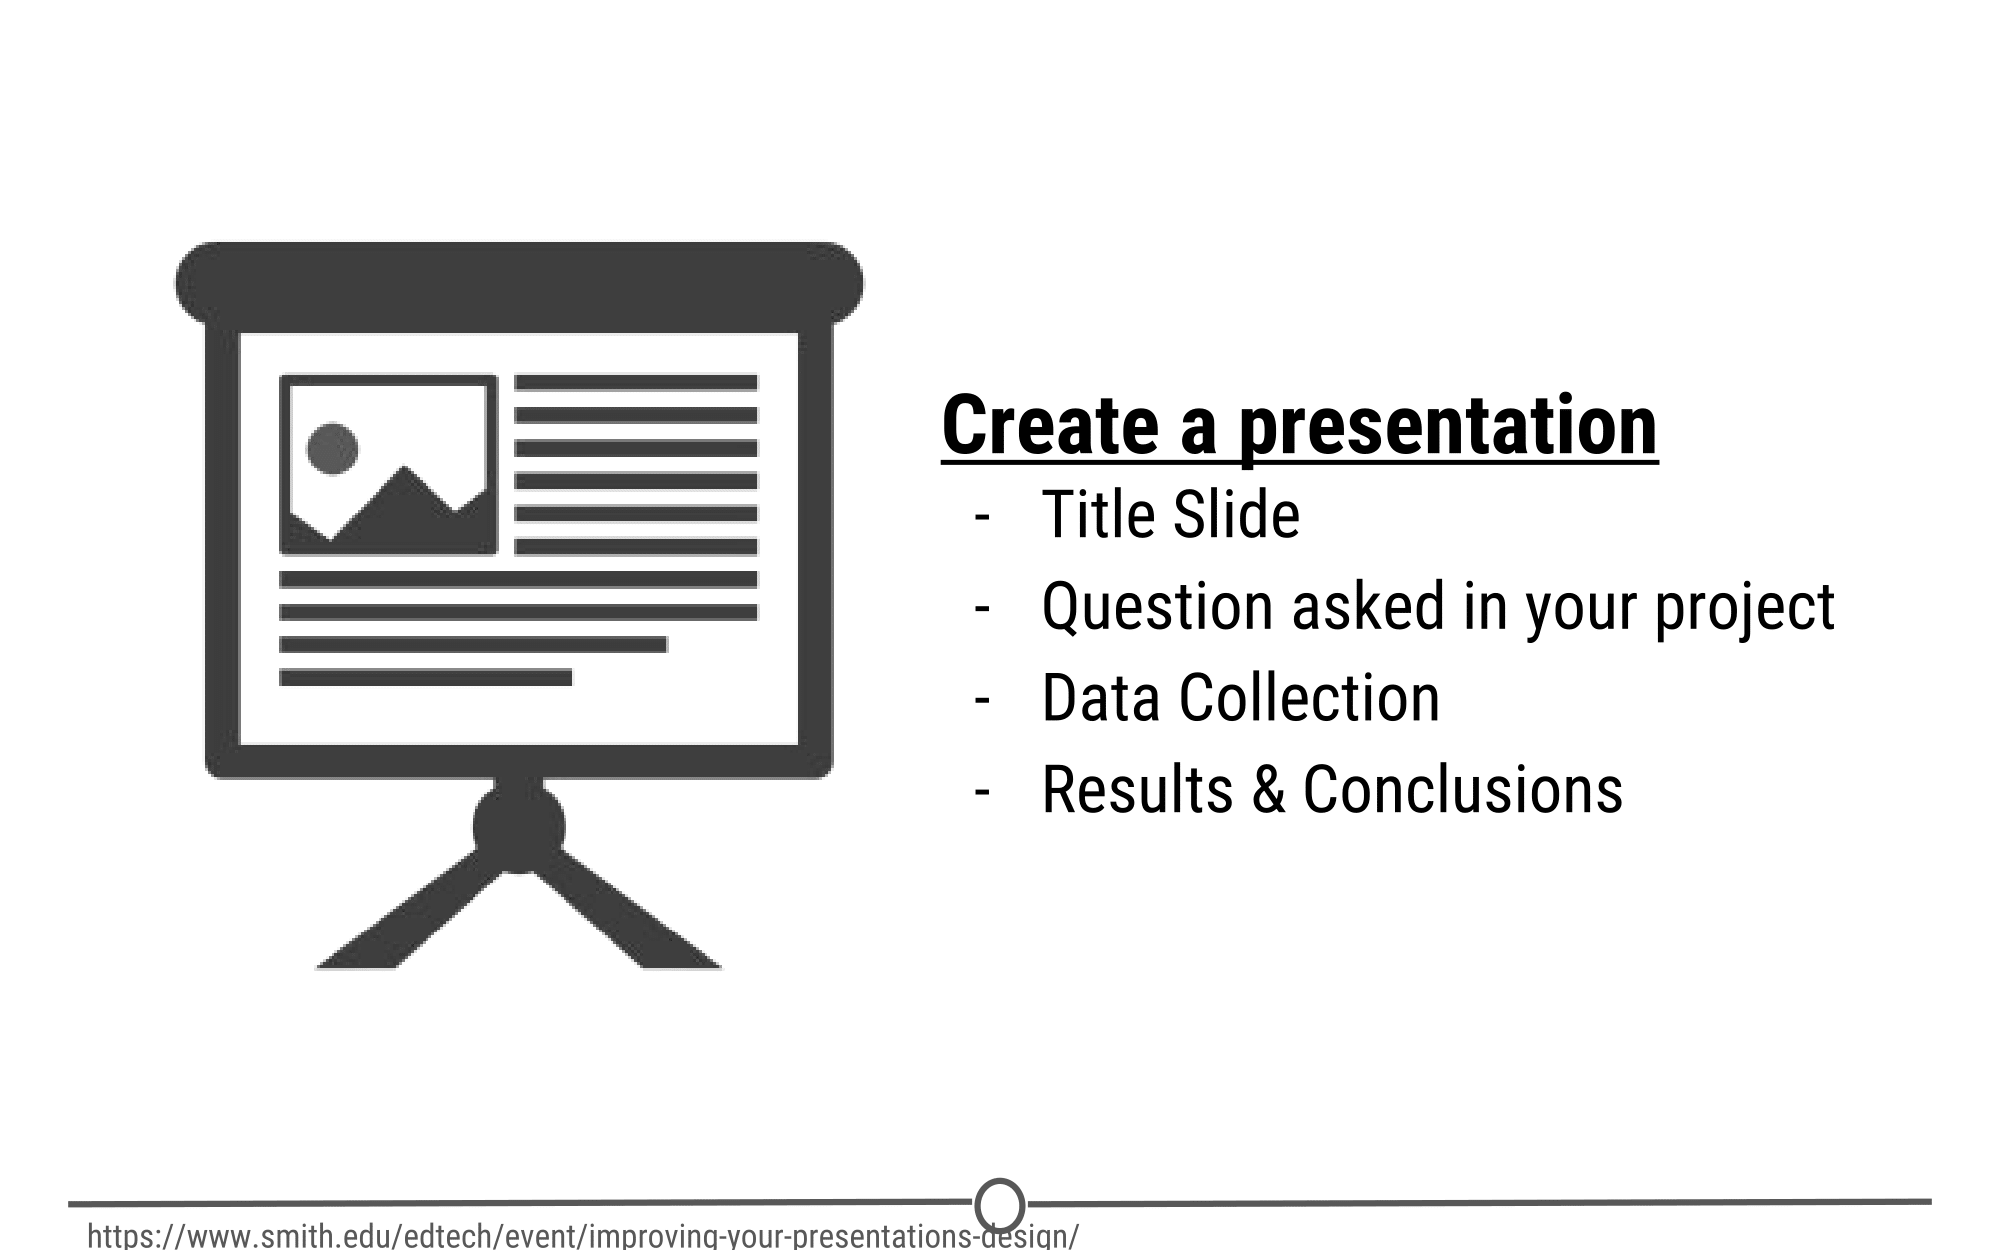 Create a presentation
- Title Slide
- Question asked in your project
- Data Collection
- Results & Conclusions
https://www.smith.edu/edtech/event/improving-your-presentations-design/